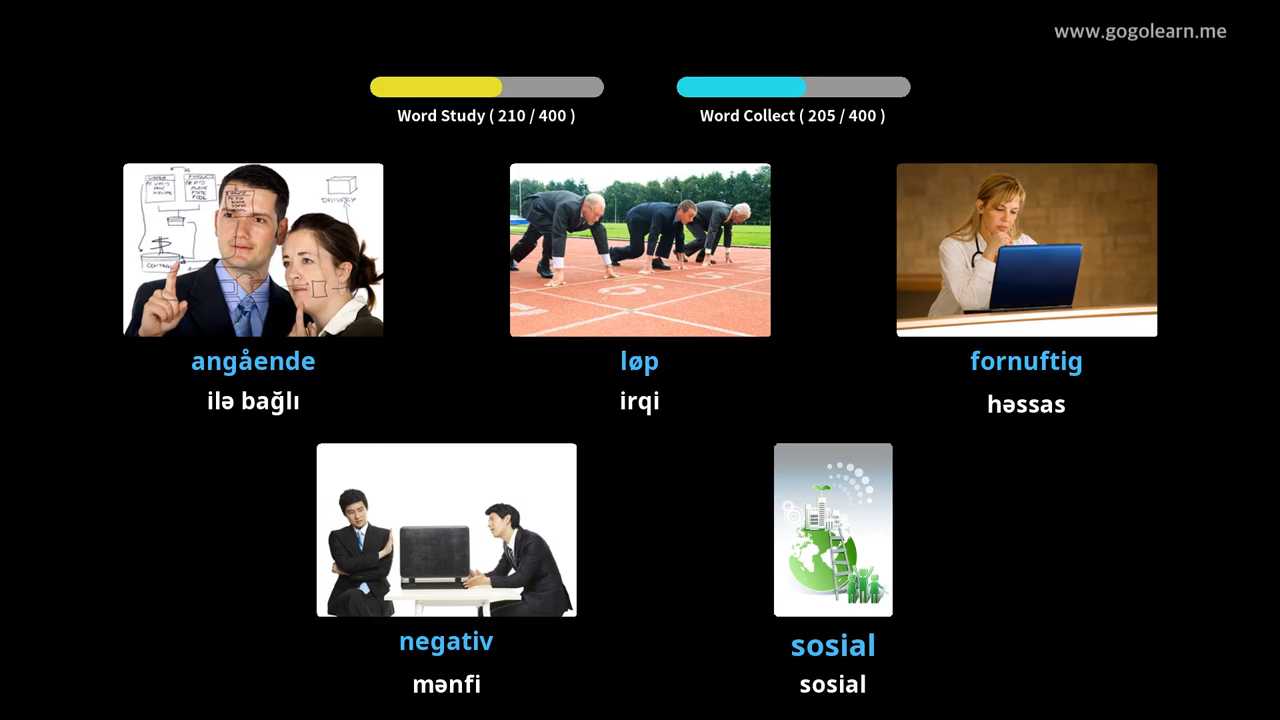 www.gogolearn.me
Word Study ( 210 / 400 )
Word Collect ( 205 / 400 )
DELIVERY
angående
ilə bağlı
løp
irqi
fornuftig
həssas
negativ
mənfi
sosial
sosial